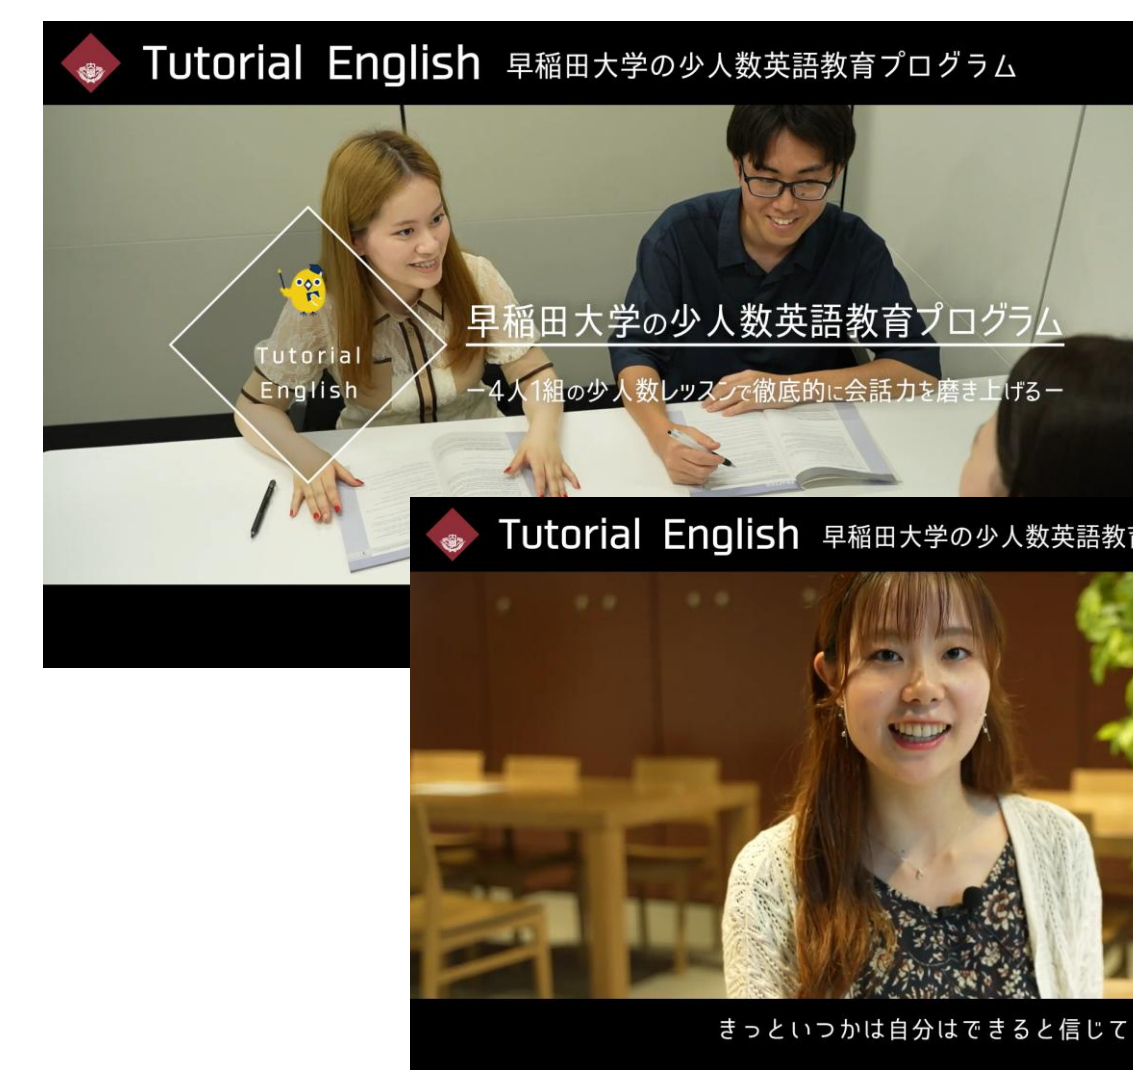 Tutorial English 早稲田大学の少人数英語教育プログラム
Tutorial
English
早稲田大学の少人数英語教育プログラム
ー4人1組の少人数レッスンで徹底的に会話力を磨き上げるー
Tutorial English 早稲田大学の少人数英語教
きっといつかは自分はできると信じて